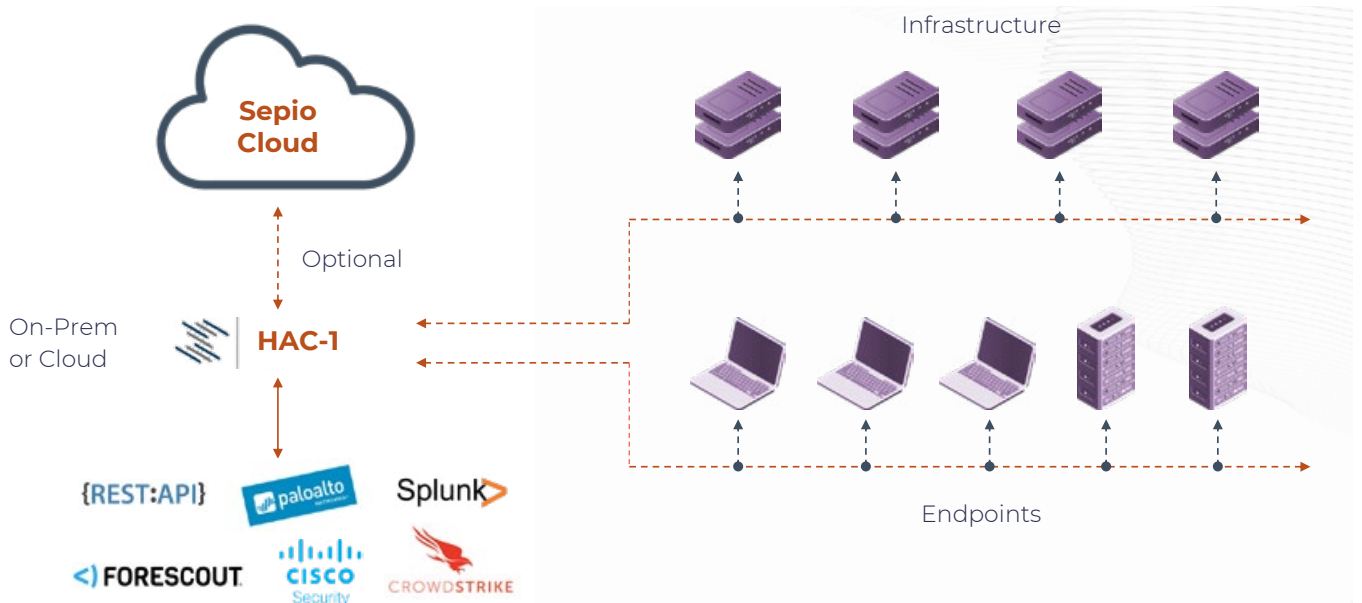 Infrastructure
Sepio
Cloud
Optional
On-Prem
or Cloud
HAC-1
{REST:API}
paloalto
Splunk>
Endpoints
<) FORESCOUT.
CISCO
Security
CROWDSTRIKE